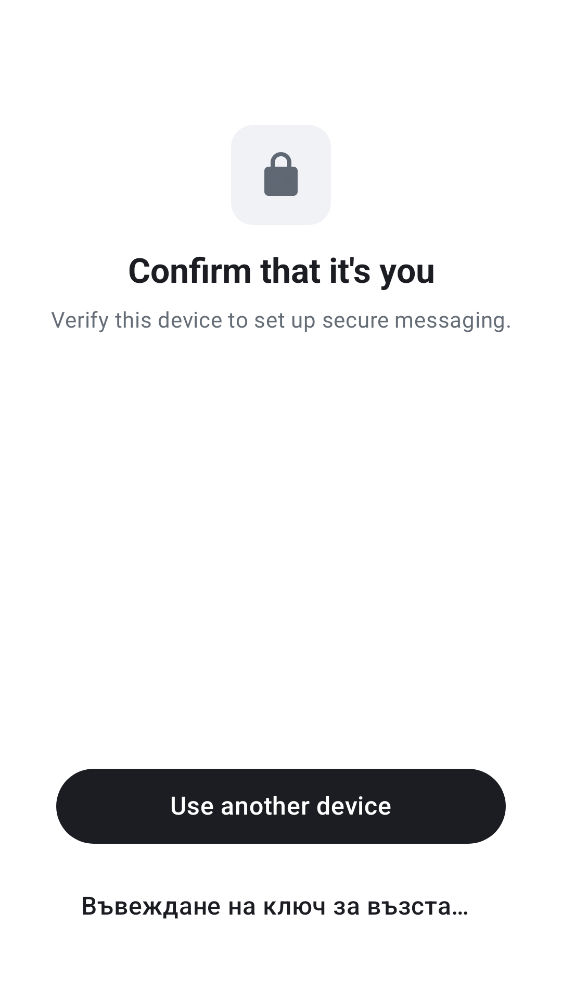 Confirm that it's you
Verify this device to set up secure messaging.
Use another device
Въвеждане на ключ за възста…